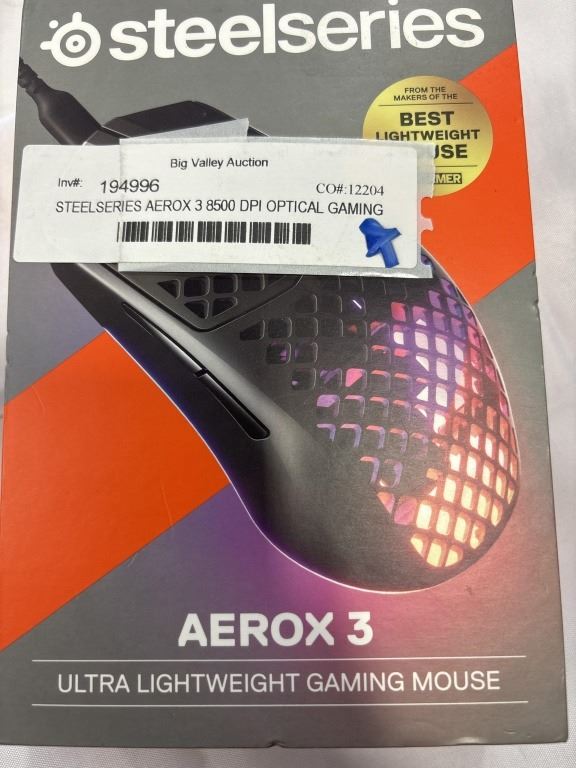 steelseries
FROM THE
MAKERS OF THE
BEST
LIGHTWEIGHT
Big Valley Auction
Inv#: 194996 CO#:12204
STEELSERIES AEROX 3 8500 DPI OPTICAL GAMING
AEROX 3
ULTRA LIGHTWEIGHT GAMING MOUSE